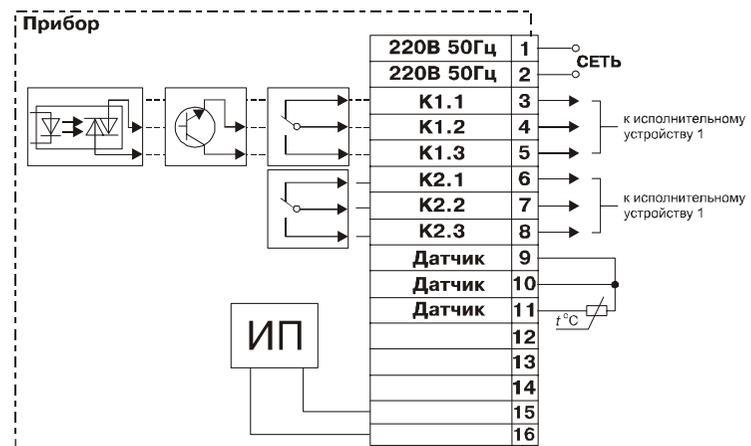 Прибор
220В 50Гц 1
220В 50Гц 2
СЕТЬ
К1.1 3
К1.2 4
К1.3 5
к исполнительному
устройству 1
К2.1 6
К2.2 7
К2.3 8
к исполнительному
устройству 1
Датчик 9
Датчик 10
Датчик 11
t°C
ИП
12
13
14
15
16